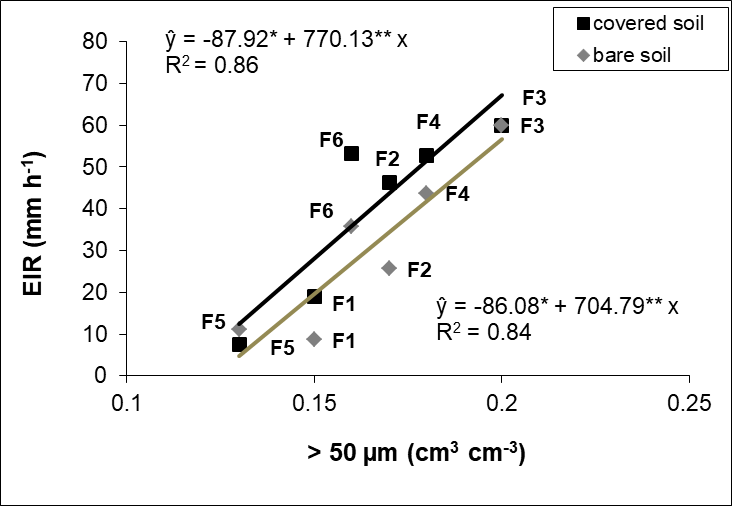 covered soil
bare soil
ŷ = -87.92* + 770.13** x
R² = 0.86
80
70
60
50
40
30
20
10
0
EIR (mm h⁻¹)
F3
F3
F4
F6
F2
F6
F4
F2
F5
F1
F5
F1
ŷ = -86.08* + 704.79** x
R² = 0.84
0.1 0.15 0.2 0.25
> 50 µm (cm³ cm⁻³)